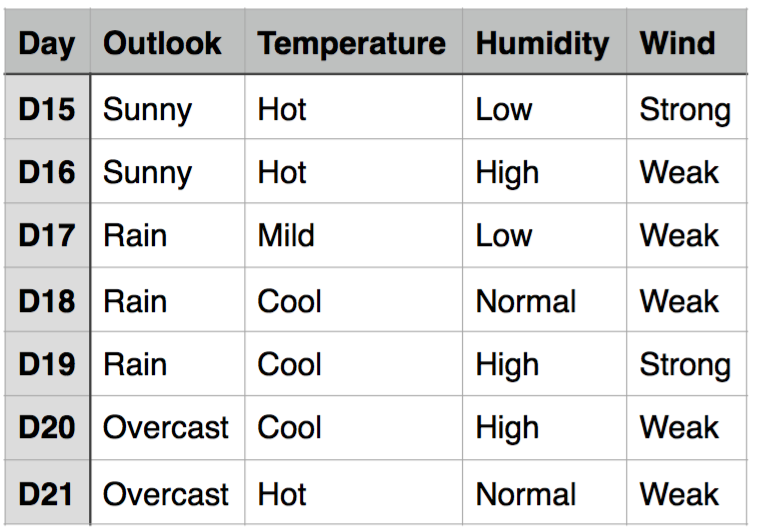 Day Outlook Temperature Humidity Wind
D15 Sunny Hot Low Strong
D16 Sunny Hot High Weak
D17 Rain Mild Low Weak
D18 Rain Cool Normal Weak
D19 Rain Cool High Strong
D20 Overcast Cool High Weak
D21 Overcast Hot Normal Weak